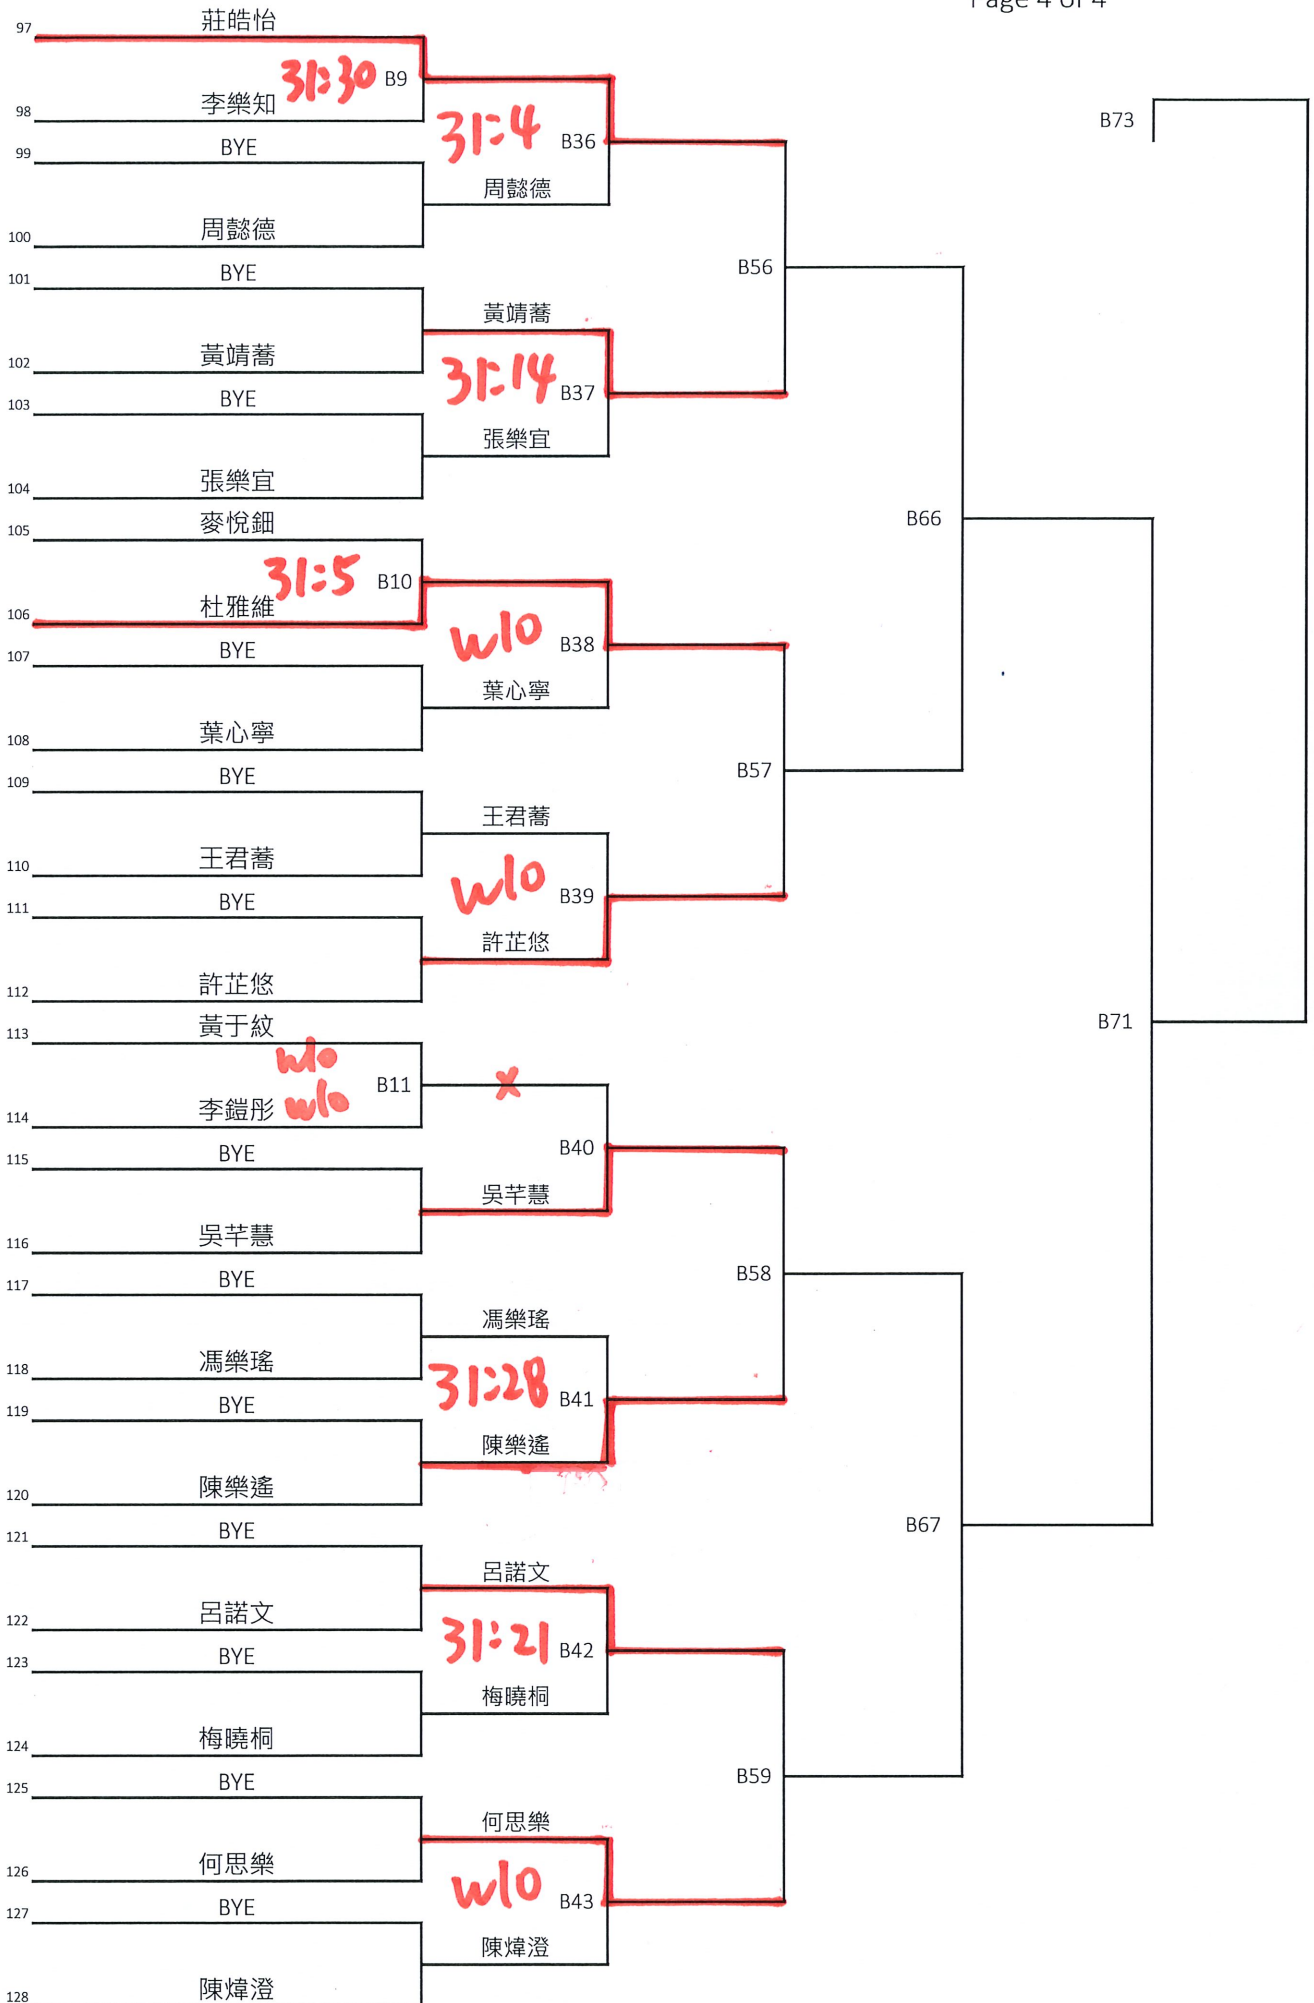 Page 4 of 4
97 莊皓怡
31:30 B9
98 李樂知
31:4 B36
B73
99 BYE
周懿德
100 周懿德
B56
101 BYE
黃靖蕎
102 黃靖蕎
31:14 B37
103 BYE
張樂宜
104 張樂宜
105 麥悅鈿
B66
31:5 B10
106 杜雅維
w/o B38
107 BYE
葉心寧
108 葉心寧
B57
109 BYE
王君蕎
110 王君蕎
w/o B39
111 BYE
許芷悠
112 許芷悠
113 黃于紋
B71
w/o
B11 x
114 李鎧彤 w/o
B40
115 BYE
吳芊慧
116 吳芊慧
B58
117 BYE
馮樂瑤
118 馮樂瑤
31:28 B41
119 BYE
陳樂遙
120 陳樂遙
B67
121 BYE
呂諾文
122 呂諾文
31:21 B42
123 BYE
梅曉桐
124 梅曉桐
B59
125 BYE
何思樂
126 何思樂
w/o B43
127 BYE
陳煒澄
128 陳煒澄